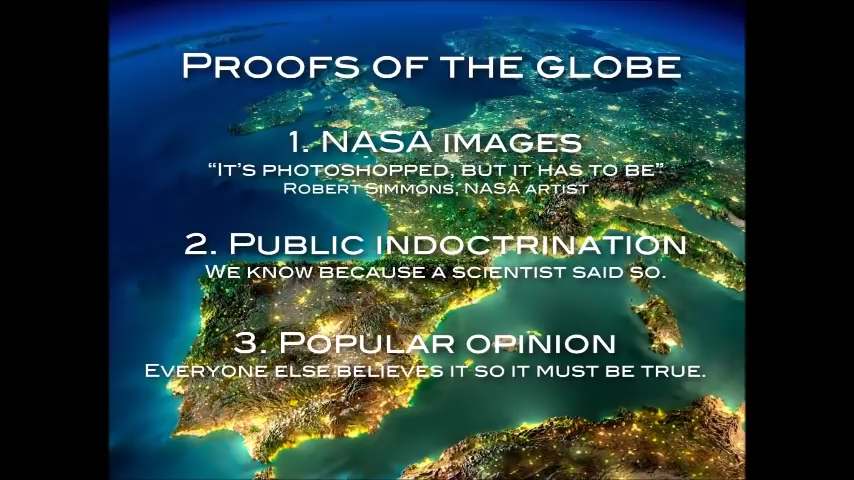 PROOFS OF THE GLOBE
1. NASA IMAGES
“IT’S PHOTOSHOPPED, BUT IT HAS TO BE”
ROBERT SIMMONS, NASA ARTIST
2. PUBLIC INDOCTRINATION
WE KNOW BECAUSE A SCIENTIST SAID SO.
3. POPULAR OPINION
EVERYONE ELSE BELIEVES IT SO IT MUST BE TRUE.